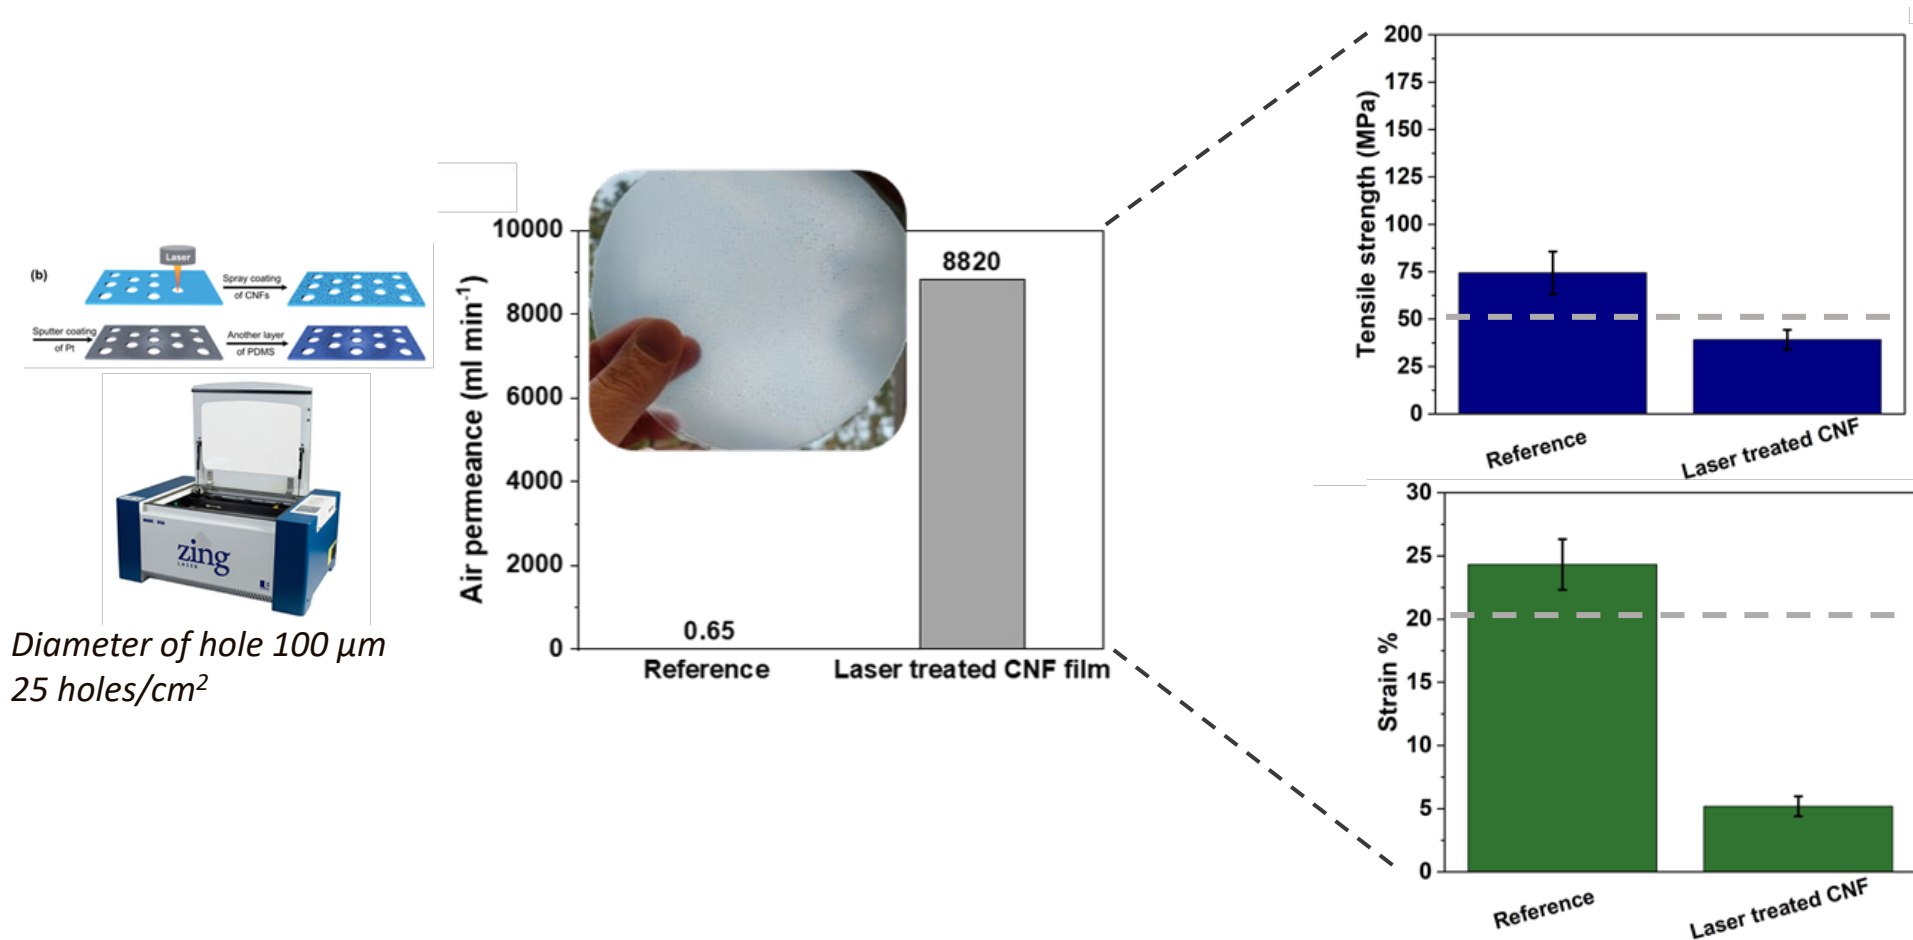 (b)
Laser
Spray coating
of CNFs
Sputter coating
of Pt
Another layer
of PDMS
zing
LASER
Diameter of hole 100 μm
25 holes/cm²
Air permeance (ml min⁻¹)
10000
8000
6000
4000
2000
0
0.65
8820
Reference
Laser treated CNF film
Tensile strength (MPa)
200
175
150
125
100
75
50
25
0
Reference
Laser treated CNF
Strain %
30
25
20
15
10
5
0
Reference
Laser treated CNF